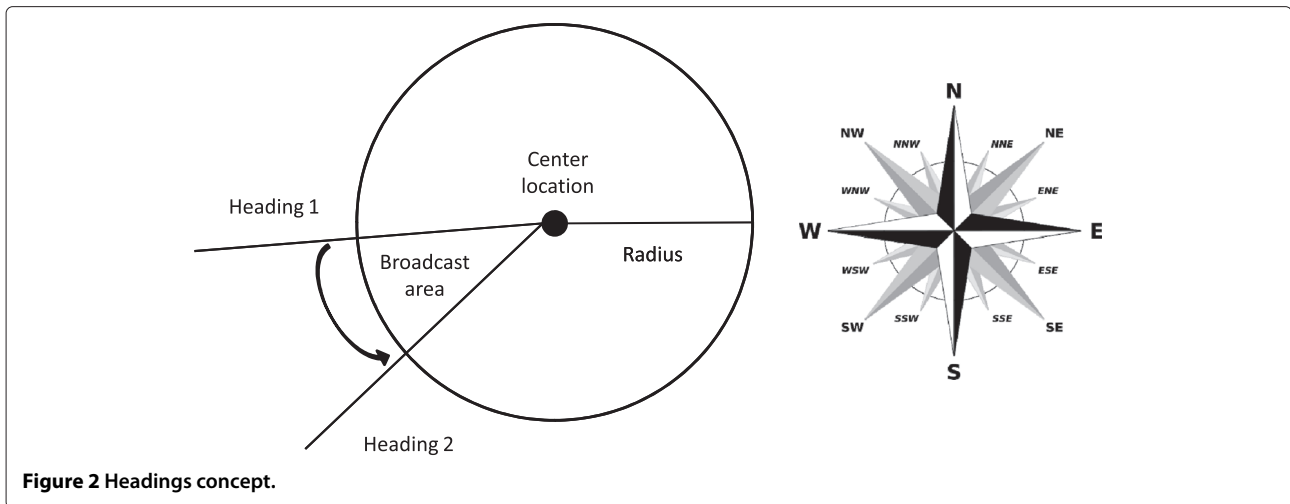 Center
location
Heading 1
Radius
Broadcast
area
Heading 2
N
NW
NE
NNW
NNE
WNW
ENE
W
E
WSW
ESE
SSW
SSE
SW
SE
S
Figure 2 Headings concept.